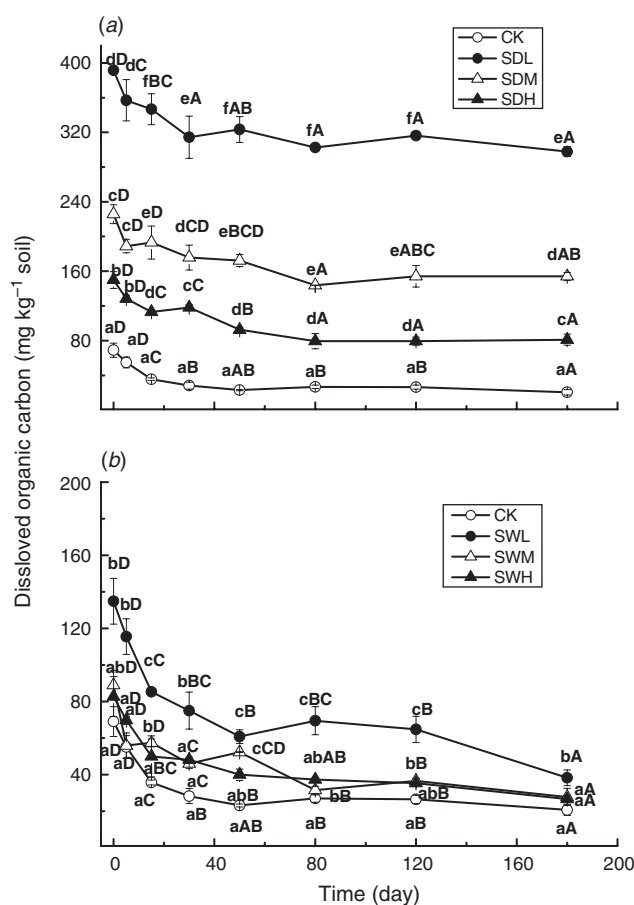 (a)
CK
SDL
SDM
SDH
400
320
240
160
80
dD
dC
fBC
eA
fAB
fA
fA
eA
cD
cD
eD
dCD
eBCD
eA
eABC
dAB
bD
bD
dC
cC
dB
dA
dA
cA
aD
aD
aC
aB
aAB
aB
aB
aA
Dissloved organic carbon (mg kg⁻¹ soil)
(b)
CK
SWL
SWM
SWH
200
160
120
80
40
0
bD
bD
cC
bBC
cB
cBC
cB
bA
abD
aD
bD
aC
cCD
abAB
bB
aA
aD
aD
aBC
aC
abB
bB
abB
aA
aC
aB
aAB
aB
aB
aA
0
40
80
120
160
200
Time (day)